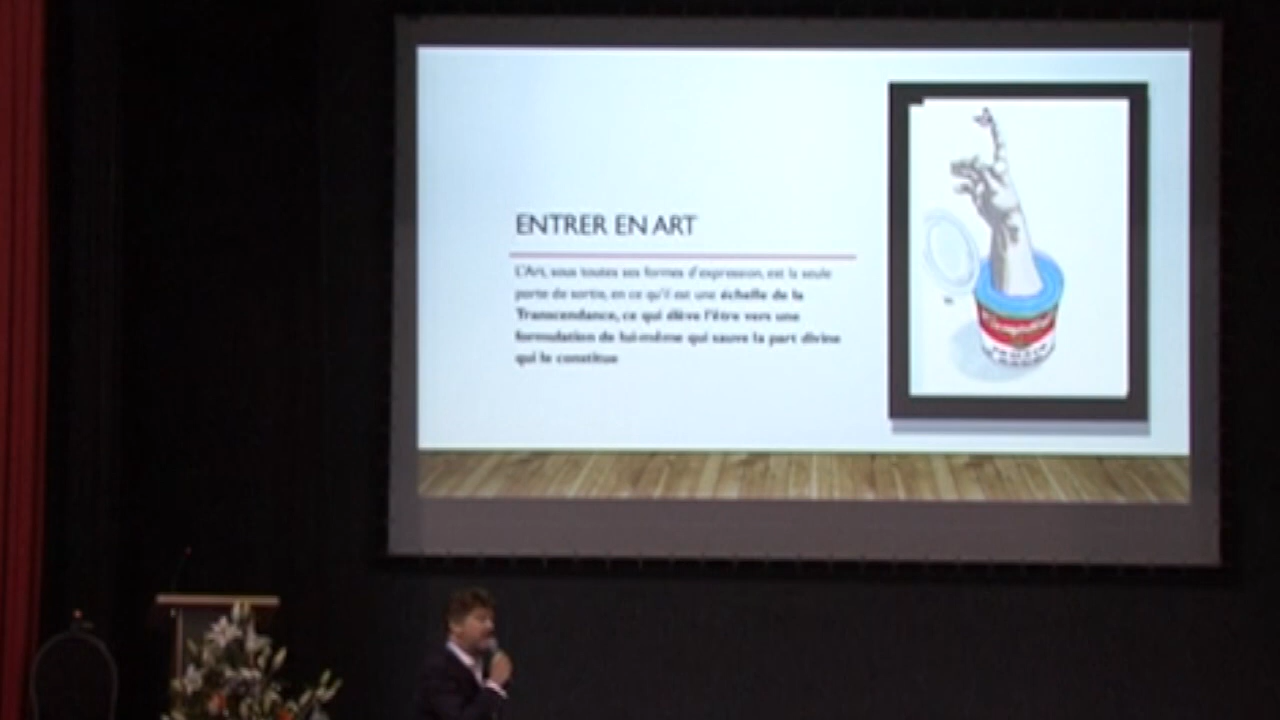 ENTRER EN ART
L'Art, sous toutes ses formes d'expression, est la seule
porte de sortie, en ce qu'il est une échelle de la
Transcendance, ce qui élève l'être vers une
formulation de lui-même qui sauve la part divine
qui le constitue